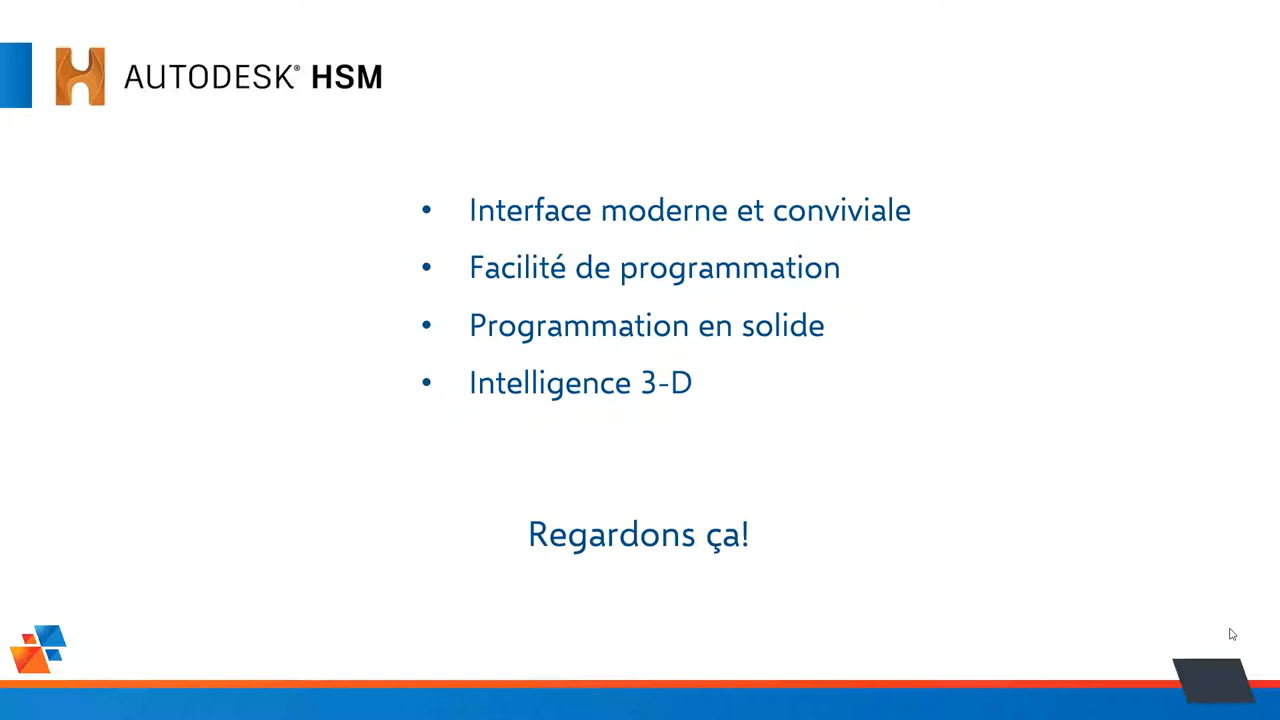 AUTODESK® HSM
• Interface moderne et conviviale
• Facilité de programmation
• Programmation en solide
• Intelligence 3-D
Regardons ça!